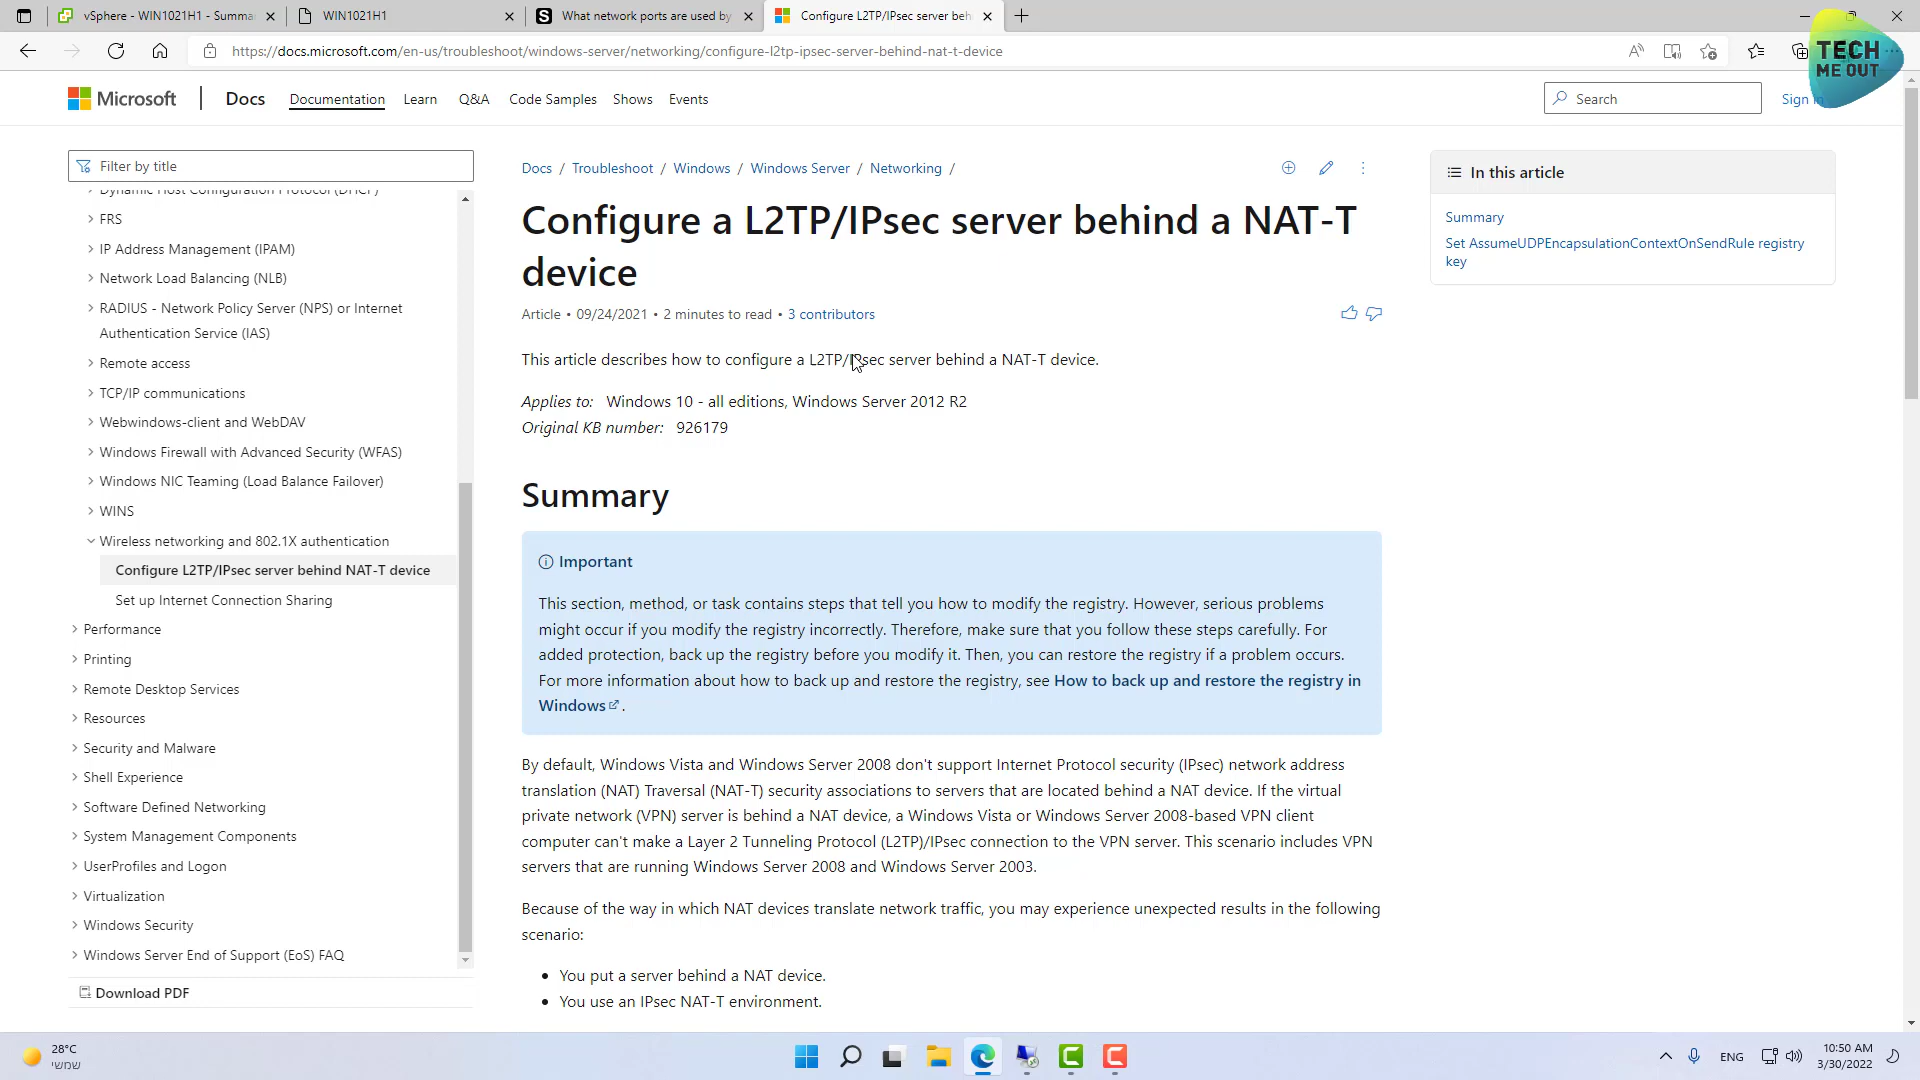 vSphere - WIN1021H1 - Summa
WIN1021H1
What network ports are used by
Configure L2TP/IPsec server beh
https://docs.microsoft.com/en-us/troubleshoot/windows-server/networking/configure-l2tp-ipsec-server-behind-nat-t-device
TECH
ME OUT
Microsoft
Docs
Documentation
Learn
Q&A
Code Samples
Shows
Events
Search
Sign in
Filter by title
Dynamic Host Configuration Protocol (DHCP)
FRS
IP Address Management (IPAM)
Network Load Balancing (NLB)
RADIUS - Network Policy Server (NPS) or Internet
Authentication Service (IAS)
Remote access
TCP/IP communications
Webwindows-client and WebDAV
Windows Firewall with Advanced Security (WFAS)
Windows NIC Teaming (Load Balance Failover)
WINS
Wireless networking and 802.1X authentication
Configure L2TP/IPsec server behind NAT-T device
Set up Internet Connection Sharing
Performance
Printing
Remote Desktop Services
Resources
Security and Malware
Shell Experience
Software Defined Networking
System Management Components
UserProfiles and Logon
Virtualization
Windows Security
Windows Server End of Support (EoS) FAQ
Download PDF
Docs / Troubleshoot / Windows / Windows Server / Networking /
Configure a L2TP/IPsec server behind a NAT-T
device
Article • 09/24/2021 • 2 minutes to read • 3 contributors
This article describes how to configure a L2TP/IPsec server behind a NAT-T device.
Applies to: Windows 10 - all editions, Windows Server 2012 R2
Original KB number: 926179
Summary
Important
This section, method, or task contains steps that tell you how to modify the registry. However, serious problems
might occur if you modify the registry incorrectly. Therefore, make sure that you follow these steps carefully. For
added protection, back up the registry before you modify it. Then, you can restore the registry if a problem occurs.
For more information about how to back up and restore the registry, see How to back up and restore the registry in
Windows .
By default, Windows Vista and Windows Server 2008 don't support Internet Protocol security (IPsec) network address
translation (NAT) Traversal (NAT-T) security associations to servers that are located behind a NAT device. If the virtual
private network (VPN) server is behind a NAT device, a Windows Vista or Windows Server 2008-based VPN client
computer can't make a Layer 2 Tunneling Protocol (L2TP)/IPsec connection to the VPN server. This scenario includes VPN
servers that are running Windows Server 2008 and Windows Server 2003.
Because of the way in which NAT devices translate network traffic, you may experience unexpected results in the following
scenario:
• You put a server behind a NAT device.
• You use an IPsec NAT-T environment.
In this article
Summary
Set AssumeUDPEncapsulationContextOnSendRule registry
key
28°C
שמשי
ENG
10:50 AM
3/30/2022